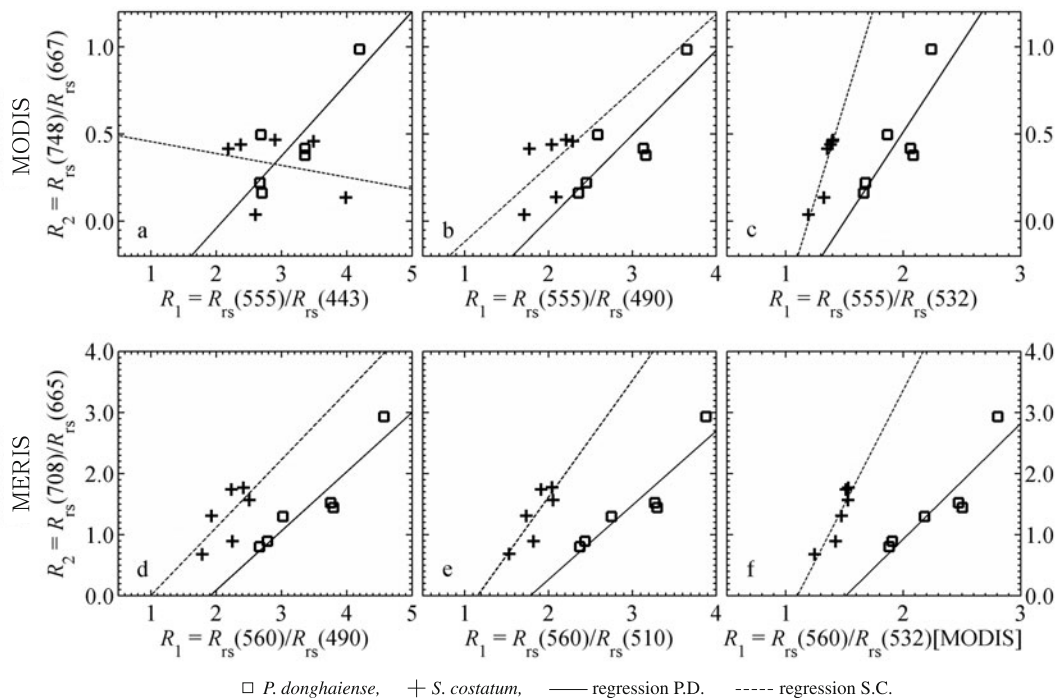 MODIS
R2 = Rrs(748)/Rrs(667)
1.0
0.5
0.0
a
b
c
1.0
0.5
0.0
1 2 3 4 5
1 2 3 4
1 2 3
R1 = Rrs(555)/Rrs(443)
R1 = Rrs(555)/Rrs(490)
R1 = Rrs(555)/Rrs(532)
MERIS
R2 = Rrs(708)/Rrs(665)
4.0
3.0
2.0
1.0
0.0
d
e
f
4.0
3.0
2.0
1.0
0.0
1 2 3 4 5
1 2 3 4
1 2 3
R1 = Rrs(560)/Rrs(490)
R1 = Rrs(560)/Rrs(510)
R1 = Rrs(560)/Rrs(532)[MODIS]
P. donghaiense, S. costatum, regression P.D. regression S.C.